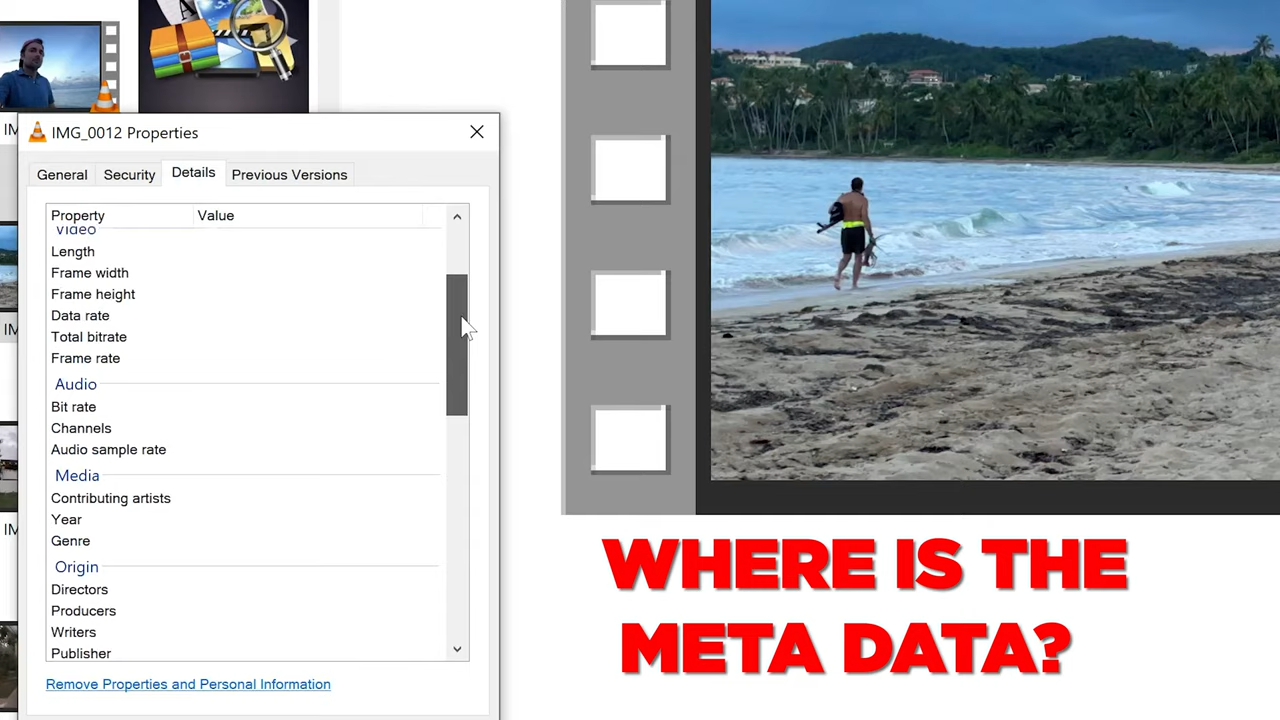 IMG_0012 Properties
General Security Details Previous Versions
Property Value
Video
Length
Frame width
Frame height
Data rate
Total bitrate
Frame rate
Audio
Bit rate
Channels
Audio sample rate
Media
Contributing artists
Year
Genre
Origin
Directors
Producers
Writers
Publisher
Remove Properties and Personal Information
WHERE IS THE
META DATA?